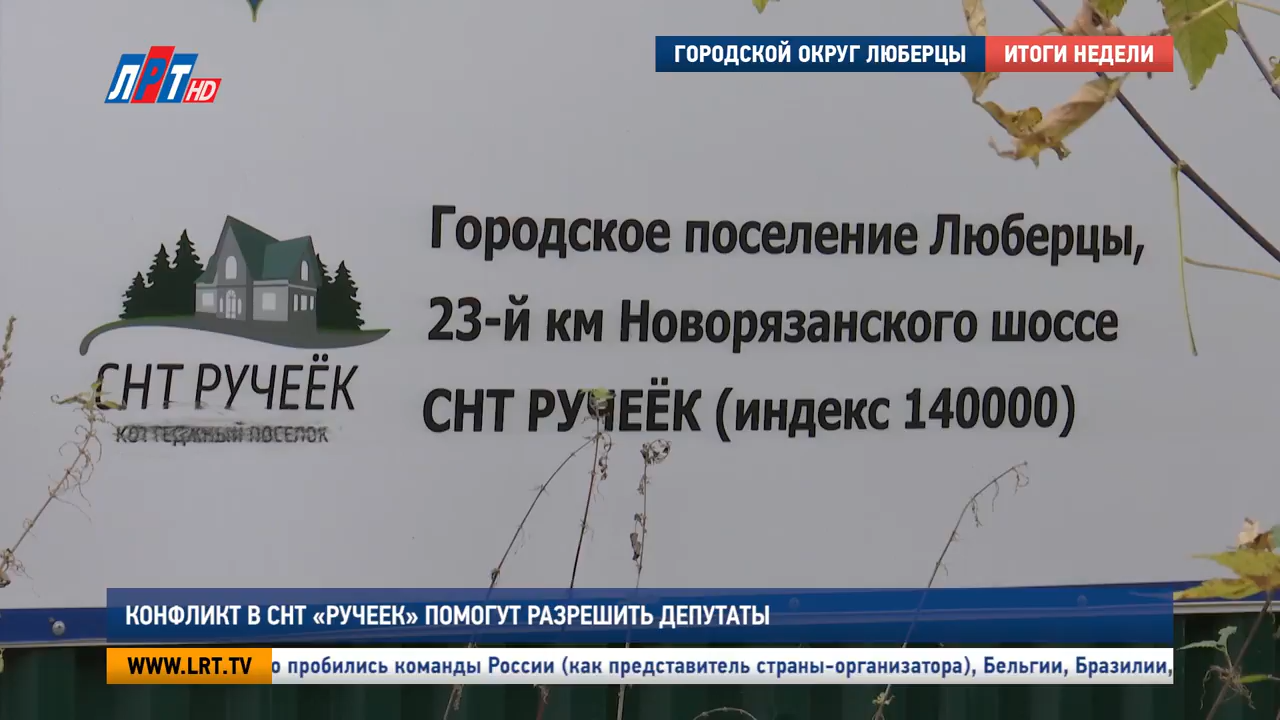 ЛРТ HD
ГОРОДСКОЙ ОКРУГ ЛЮБЕРЦЫ
ИТОГИ НЕДЕЛИ
Городское поселение Люберцы,
23-й км Новорязанского шоссе
СНТ РУЧЕЁК (индекс 140000)
СНТ РУЧЕЁК
КОТТЕДЖНЫЙ ПОСЕЛОК
КОНФЛИКТ В СНТ «РУЧЕЕК» ПОМОГУТ РАЗРЕШИТЬ ДЕПУТАТЫ
WWW.LRT.TV
о пробились команды России (как представитель страны-организатора), Бельгии, Бразилии,